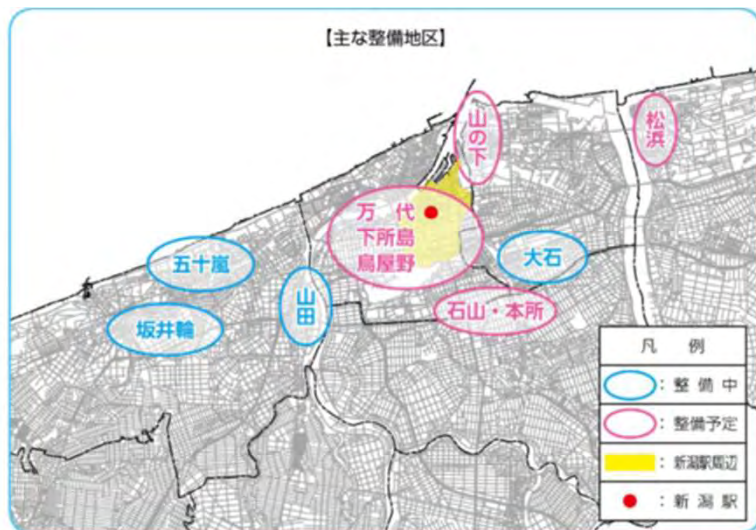 【主な整備地区】
山の下
松浜
万代
下所島
鳥屋野
五十嵐
大石
山田
坂井輪
石山・本所
凡例
：整備中
：整備予定
：新潟駅周辺
：新潟駅